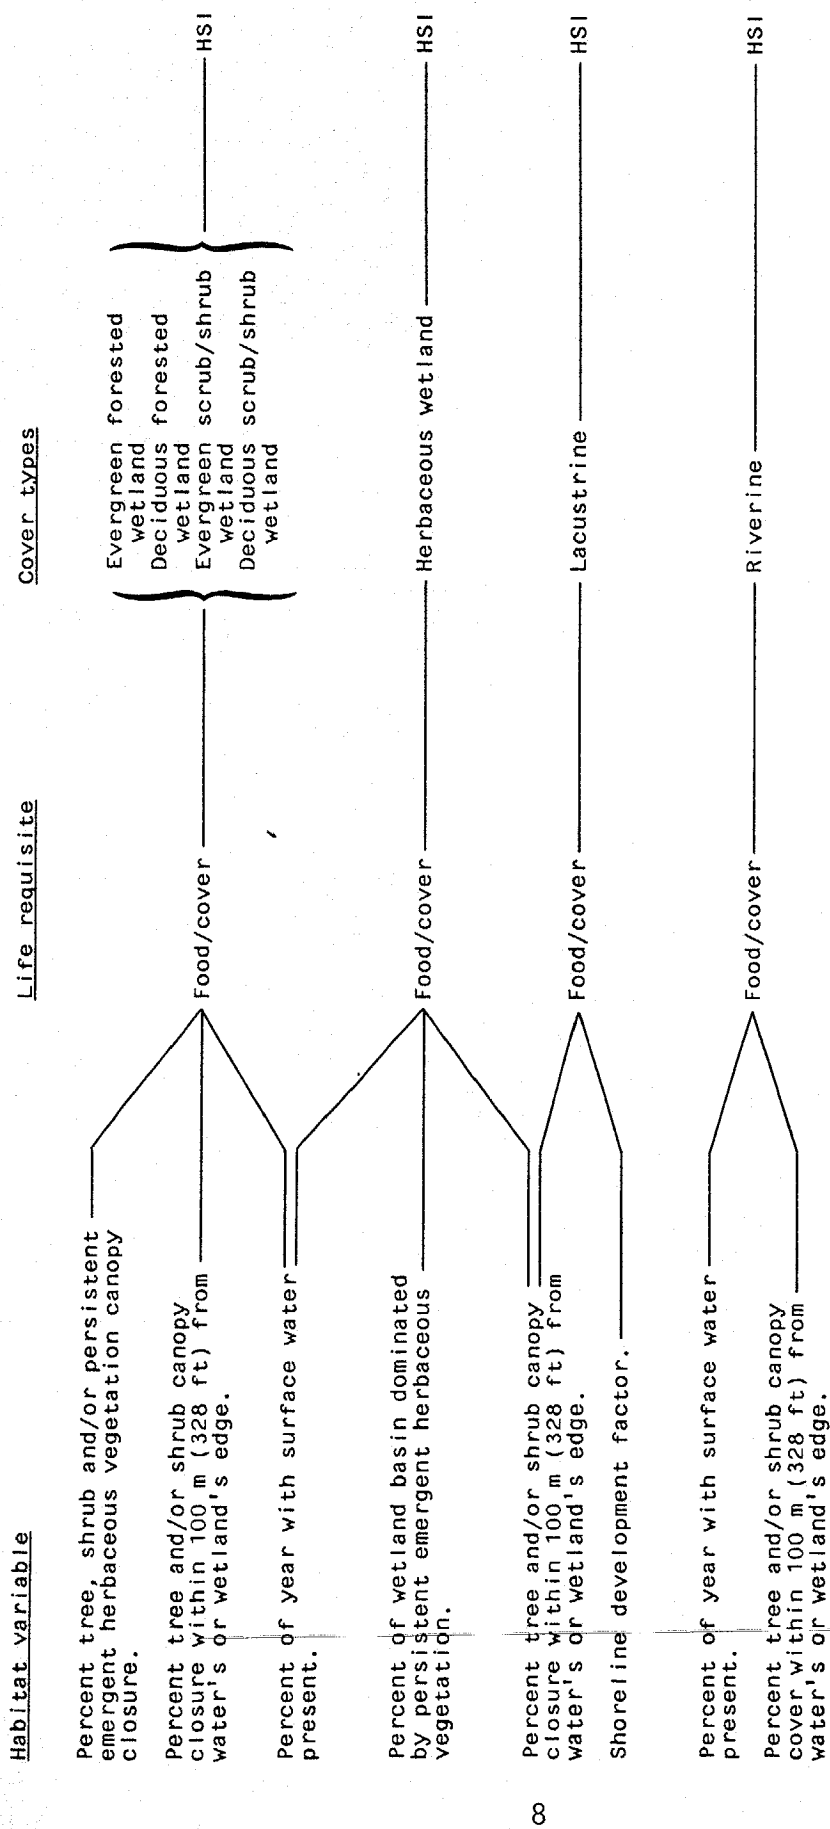 Habitat variable
Life requisite
Cover types
Percent tree, shrub and/or persistent
emergent herbaceous vegetation canopy
closure.
Percent tree and/or shrub canopy
closure within 100 m (328 ft) from
water's or wetland's edge.
Percent of year with surface water
present.
Food/cover
Evergreen forested
wetland
Deciduous forested
wetland
Evergreen scrub/shrub
wetland
Deciduous scrub/shrub
wetland
HSI
Percent of wetland basin dominated
by persistent emergent herbaceous
vegetation.
Food/cover
Herbaceous wetland
HSI
Percent tree and/or shrub canopy
closure within 100 m (328 ft) from
water's or wetland's edge.
Shoreline development factor.
Food/cover
Lacustrine
HSI
Percent of year with surface water
present.
Percent tree and/or shrub canopy
cover within 100 m (328 ft) from
water's or wetland's edge.
Food/cover
Riverine
HSI
8